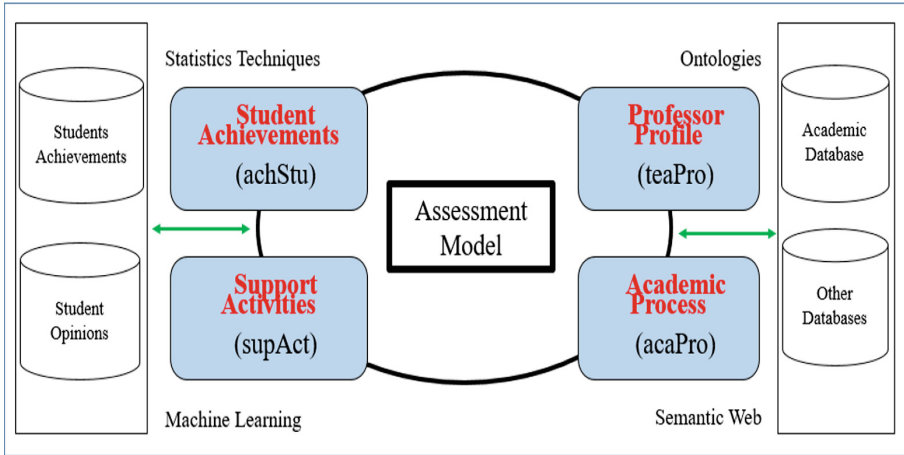 Statistics Techniques
Ontologies
Students
Achievements
Student
Achievements
(achStu)
Professor
Profile
(teaPro)
Academic
Database
Assessment
Model
Student
Opinions
Support
Activities
(supAct)
Academic
Process
(acaPro)
Other
Databases
Machine Learning
Semantic Web